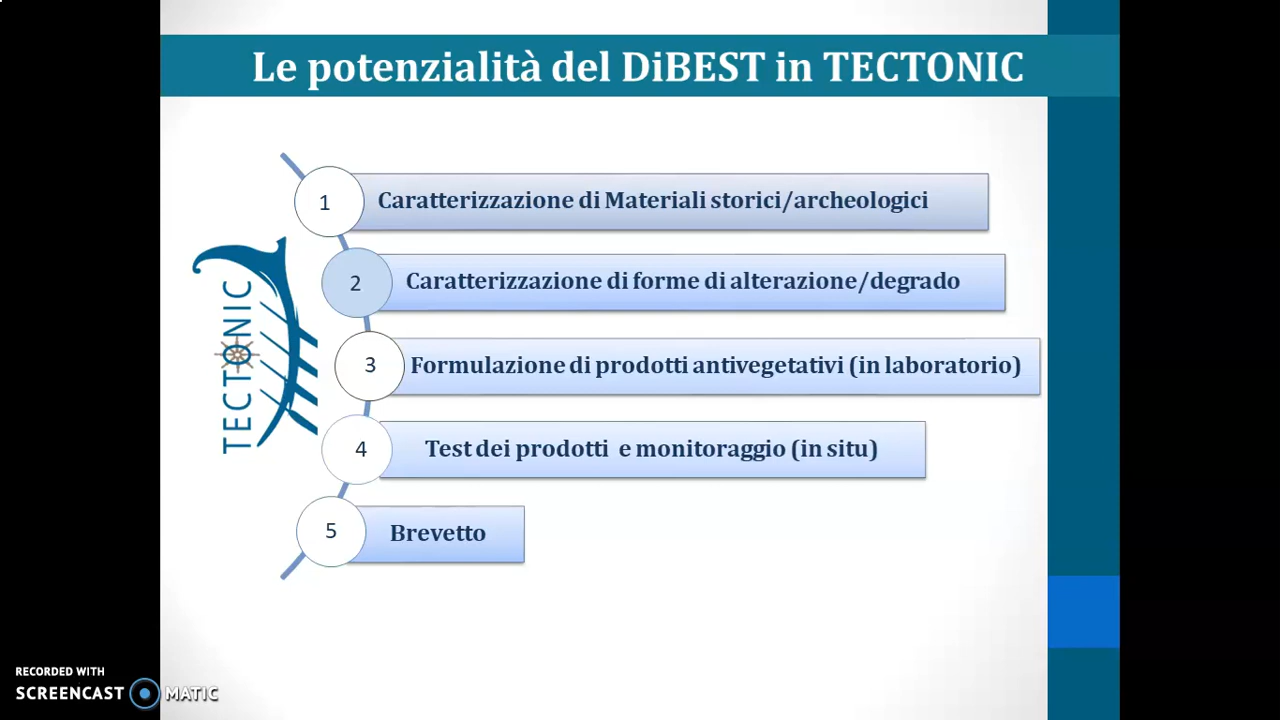 Le potenzialità del DiBEST in TECTONIC
1
Caratterizzazione di Materiali storici/archeologici
2
Caratterizzazione di forme di alterazione/degrado
3
Formulazione di prodotti antivegetativi (in laboratorio)
4
Test dei prodotti e monitoraggio (in situ)
5
Brevetto
TECTONIC
RECORDED WITH
SCREENCAST MATIC